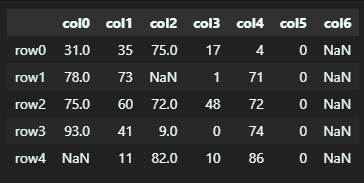 col0 col1 col2 col3 col4 col5 col6
row0 31.0 35 75.0 17 4 0 NaN
row1 78.0 73 NaN 1 71 0 NaN
row2 75.0 60 72.0 48 72 0 NaN
row3 93.0 41 9.0 0 74 0 NaN
row4 NaN 11 82.0 10 86 0 NaN